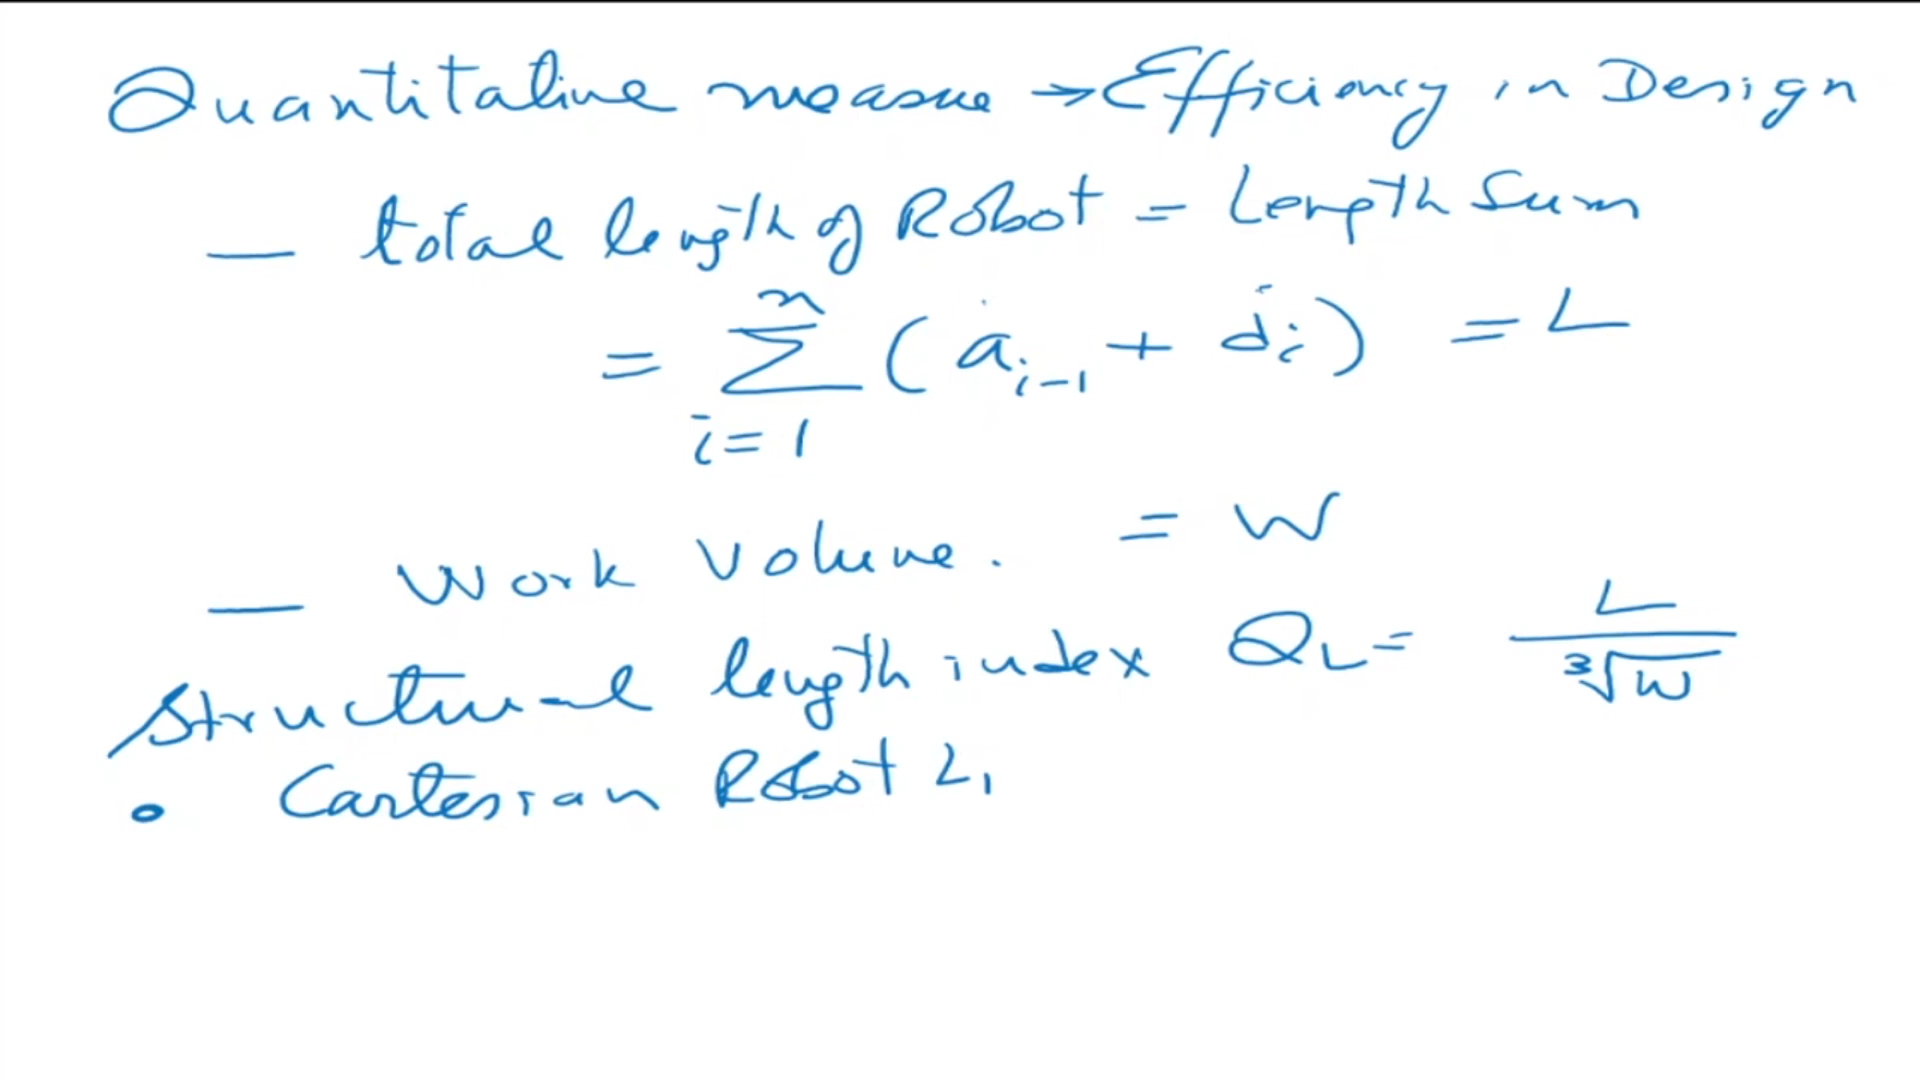 Quantitative measure → Efficiency in Design
— total length of Robot = Length Sum
n
= Σ (a_{i-1} + d_i) = L
i = 1
— Work Volume. = W
Structural length index Q_L = L / ∛W
• Cartesian Robot L_1